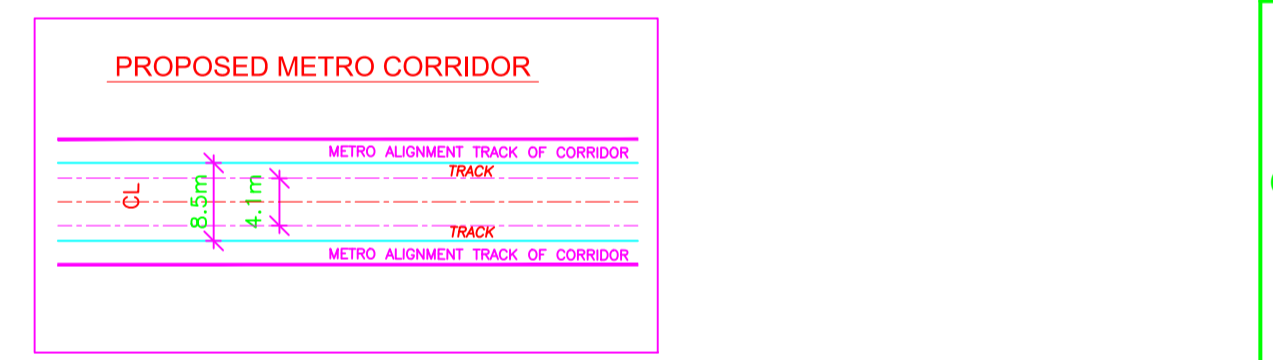 PROPOSED METRO CORRIDOR
METRO ALIGNMENT TRACK OF CORRIDOR
TRACK
CL
8.5m
4.1m
TRACK
METRO ALIGNMENT TRACK OF CORRIDOR